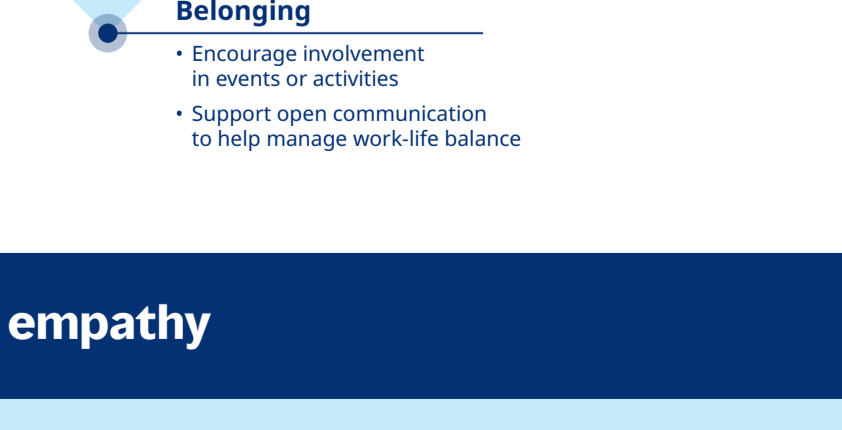 Belonging
• Encourage involvement
in events or activities
• Support open communication
to help manage work-life balance
empathy